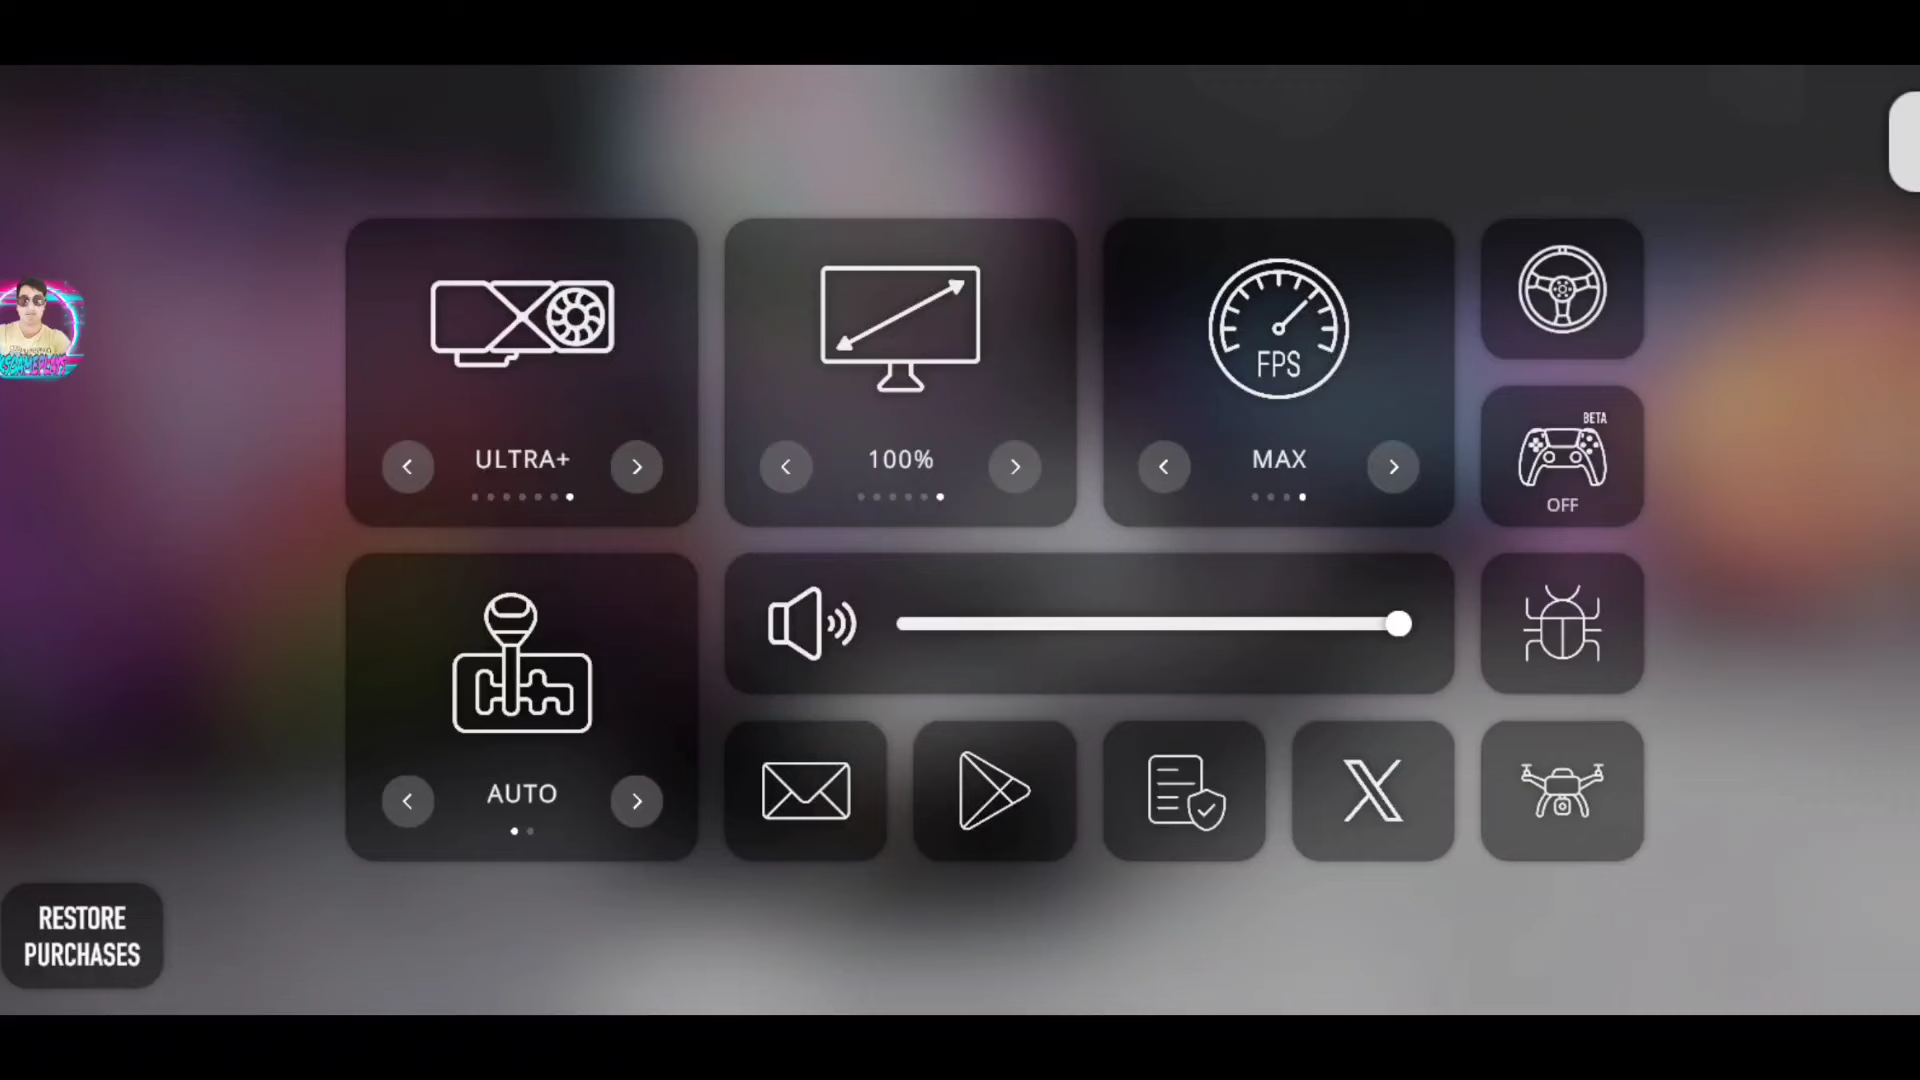 FPS
BETA
ULTRA+
100%
MAX
OFF
AUTO
RESTORE
PURCHASES